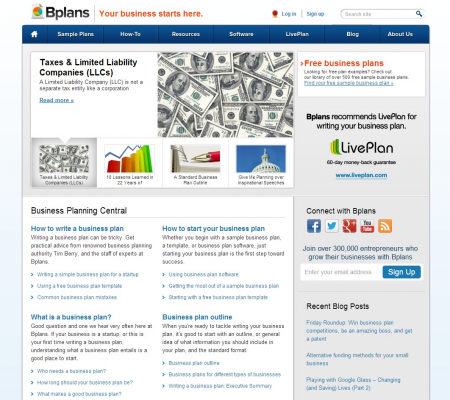 Bplans Your business starts here.
Log in | Sign up
Sample Plans How-To Resources Software LivePlan Blog About Us
Taxes & Limited Liability
Companies (LLCs)
A Limited Liability Company (LLC) is not a
separate tax entity like a corporation
Read more »
Taxes & Limited Liability
Companies (LLCs)
10 Lessons Learned in
22 Years of
A Standard Business
Plan Outline
Give Me Planning over
Inspirational Speeches
Free business plans
Looking for free plan examples? Check out
our library of over 500 free sample business plans.
Find your free sample business plan »
Bplans recommends LivePlan for
writing your business plan.
LivePlan
60-day money-back guarantee
www.liveplan.com
Business Planning Central
How to write a business plan
Writing a business plan can be tricky. Get
practical advice from renowned business planning
authority Tim Berry, and the staff of experts at
Bplans.
Writing a simple business plan for a startup
Using a free business plan template
Common business plan mistakes
How to start your business plan
Whether you begin with a sample business plan,
a template, or business plan software, just
starting your business plan is the first step toward
success.
Using business plan software
Getting the most out of a sample business plan
Starting with a free business plan template
What is a business plan?
Good question and one we hear very often here at
Bplans. If your business is a startup, or this is
your first time writing a business plan,
understanding what a business plan entails is a
good place to start.
Who needs a business plan?
How long should your business plan be?
What makes a good business plan?
Business plan outline
When you're ready to tackle writing your business
plan, it's good to start with an outline, or general
idea of what information you should include in
your plan, and the standard format.
Business plan outline
Business plans for different types of businesses
Writing a business plan: Executive Summary
Connect with Bplans
You
Tube
Join over 300,000 entrepreneurs who
grow their businesses with Bplans
Enter your email address Sign Up
Recent Blog Posts
Friday Roundup: Win business plan
competitions, be an amazing boss, and get
a patent
Alternative funding methods for your small
business
Playing with Google Glass – Changing
(and Saving) Lives (Part 2)